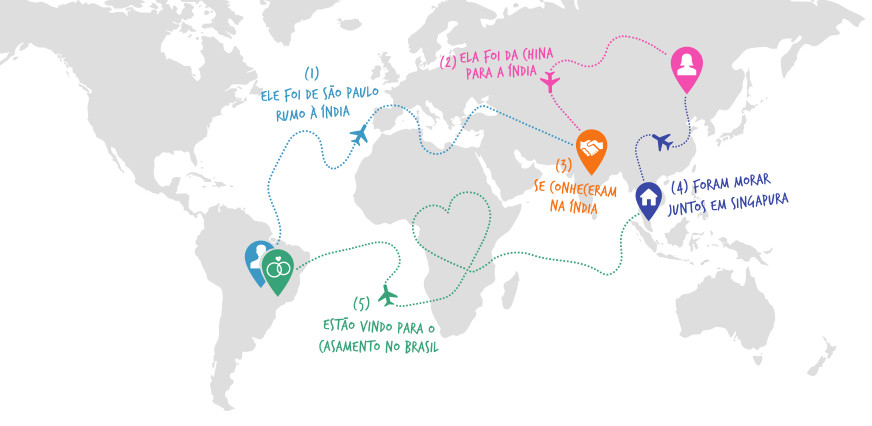 (1)
ELE FOI DE SÃO PAULO
RUMO À ÍNDIA
(2) ELA FOI DA CHINA
PARA A ÍNDIA
(3)
SE CONHECERAM
NA ÍNDIA
(4) FORAM MORAR
JUNTOS EM SINGAPURA
(5)
ESTÃO VINDO PARA O
CASAMENTO NO BRASIL